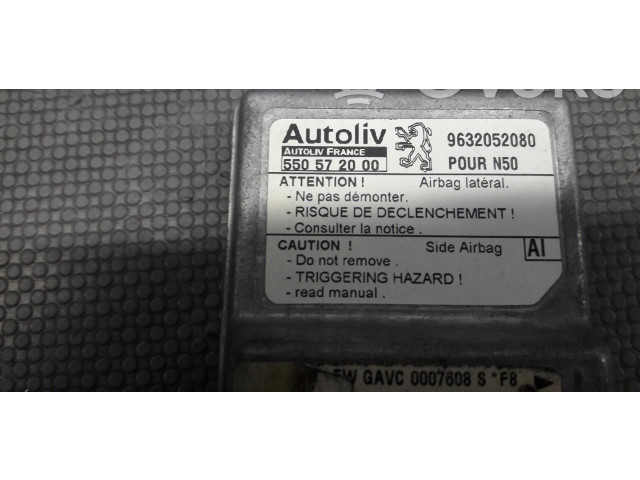 Autoliv
AUTOLIV FRANCE
550 57 20 00
9632052080
POUR N50
ATTENTION ! Airbag latéral.
- Ne pas démonter.
- RISQUE DE DECLENCHEMENT !
- Consulter la notice .
CAUTION ! Side Airbag AI
- Do not remove .
- TRIGGERING HAZARD !
- read manual .
GAVC 0007608 S *F8